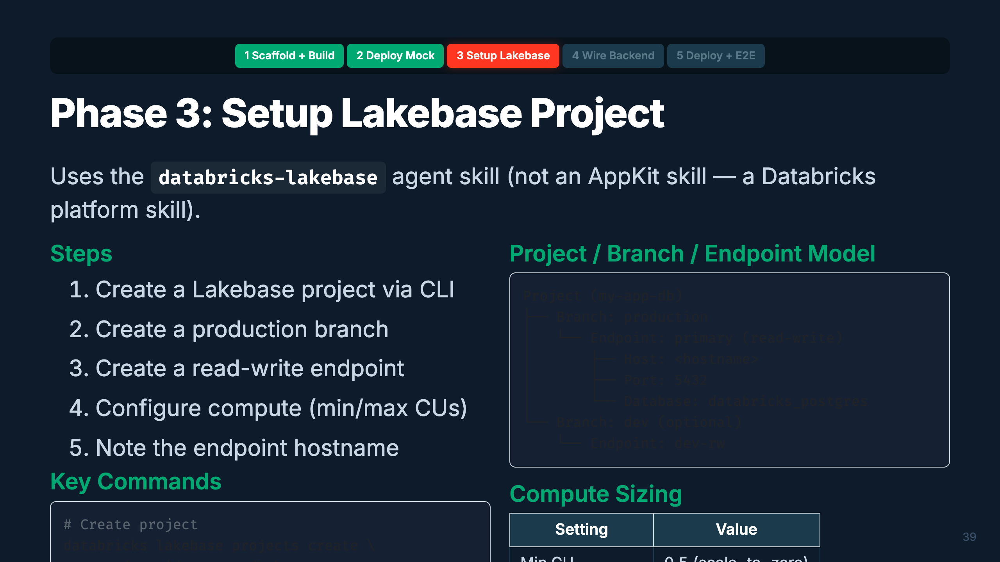 1 Scaffold + Build
2 Deploy Mock
3 Setup Lakebase
4 Wire Backend
5 Deploy + E2E
Phase 3: Setup Lakebase Project
Uses the databricks-lakebase agent skill (not an AppKit skill — a Databricks
platform skill).
Steps
1. Create a Lakebase project via CLI
2. Create a production branch
3. Create a read-write endpoint
4. Configure compute (min/max CUs)
5. Note the endpoint hostname
Key Commands
# Create project
databricks lakebase projects create \
Project / Branch / Endpoint Model
Project (my-app-db)
├── Branch: production
│   └── Endpoint: primary (read-write)
│       ├── Host: <hostname>
│       ├── Port: 5432
│       └── Database: databricks_postgres
└── Branch: dev (optional)
    └── Endpoint: dev-rw
Compute Sizing
Setting Value
Min CU 0.5 (scale-to-zero)
39